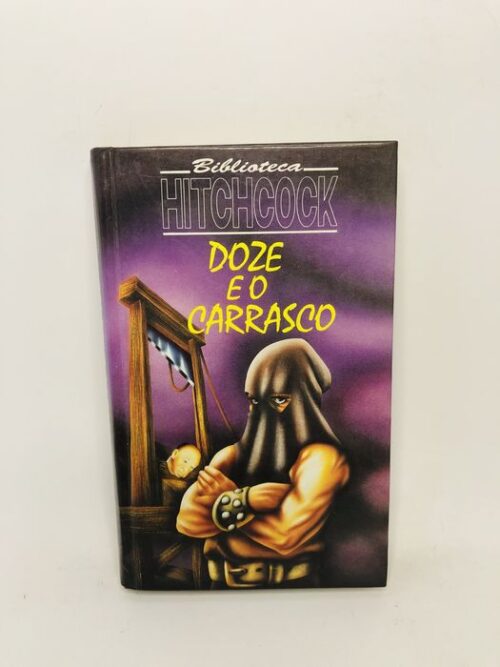 Biblioteca
HITCHCOCK
DOZE
E O
CARRASCO